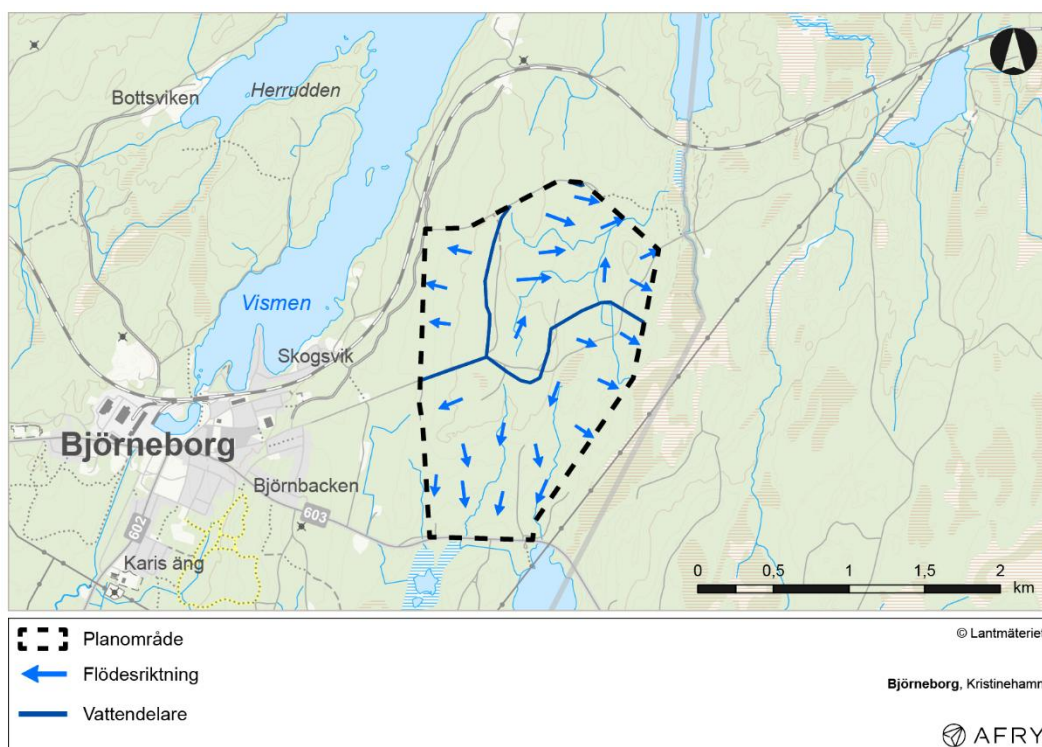 Bottsviken
Herrudden
Vismen
Skogsvik
Björneborg
Björnbacken
603
602
Karis äng
0 0,5 1 1,5 2
km
Planområde
Flödesriktning
Vattendelare
© Lantmäteriet
Björneborg, Kristinehamn
AFRY